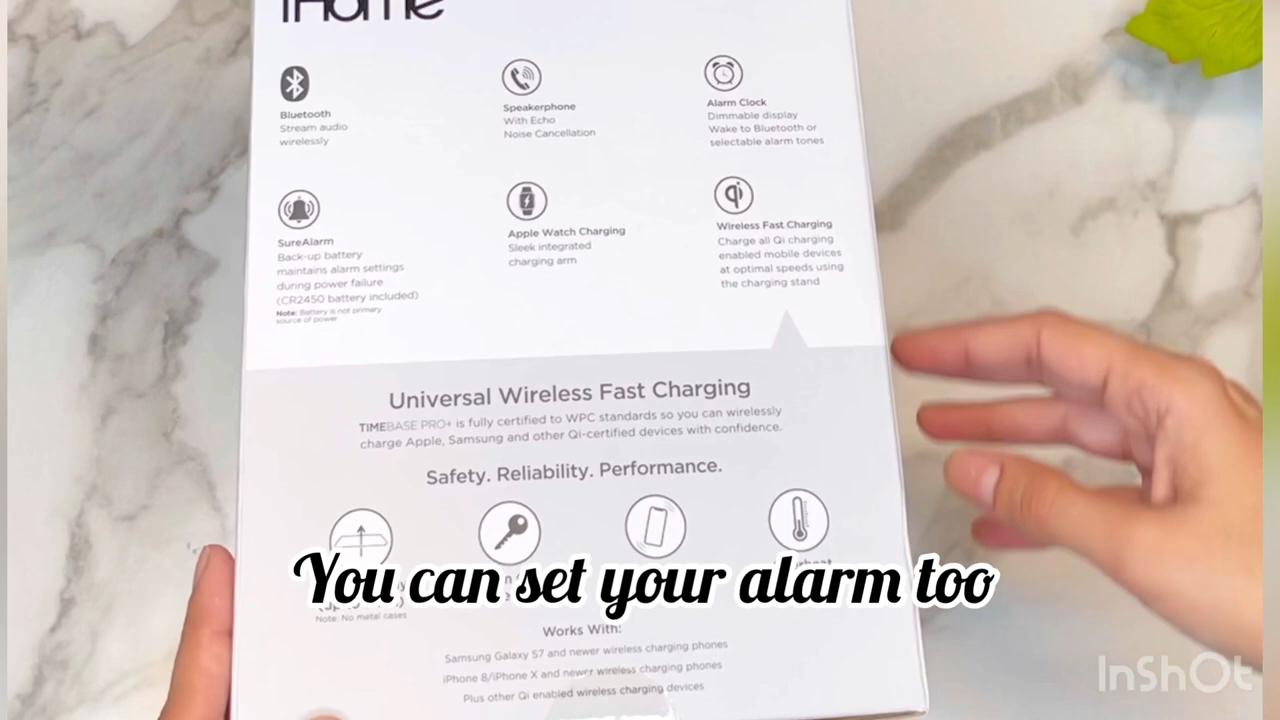 iHome
Bluetooth
Stream audio
wirelessly
Speakerphone
With Echo
Noise Cancellation
Alarm Clock
Dimmable display
Wake to Bluetooth or
selectable alarm tones
SureAlarm
Back-up battery
maintains alarm settings
during power failure
(CR2450 battery included)
Note: Battery is not primary
source of power
Apple Watch Charging
Sleek integrated
charging arm
Wireless Fast Charging
Charge all Qi charging
enabled mobile devices
at optimal speeds using
the charging stand
Universal Wireless Fast Charging
TIMEBASE PRO+ is fully certified to WPC standards so you can wirelessly
charge Apple, Samsung and other Qi-certified devices with confidence.
Safety. Reliability. Performance.
You can set your alarm too
Note: No metal cases
Works With:
Samsung Galaxy S7 and newer wireless charging phones
iPhone 8/iPhone X and newer wireless charging phones
Plus other Qi enabled wireless charging devices
InShOt